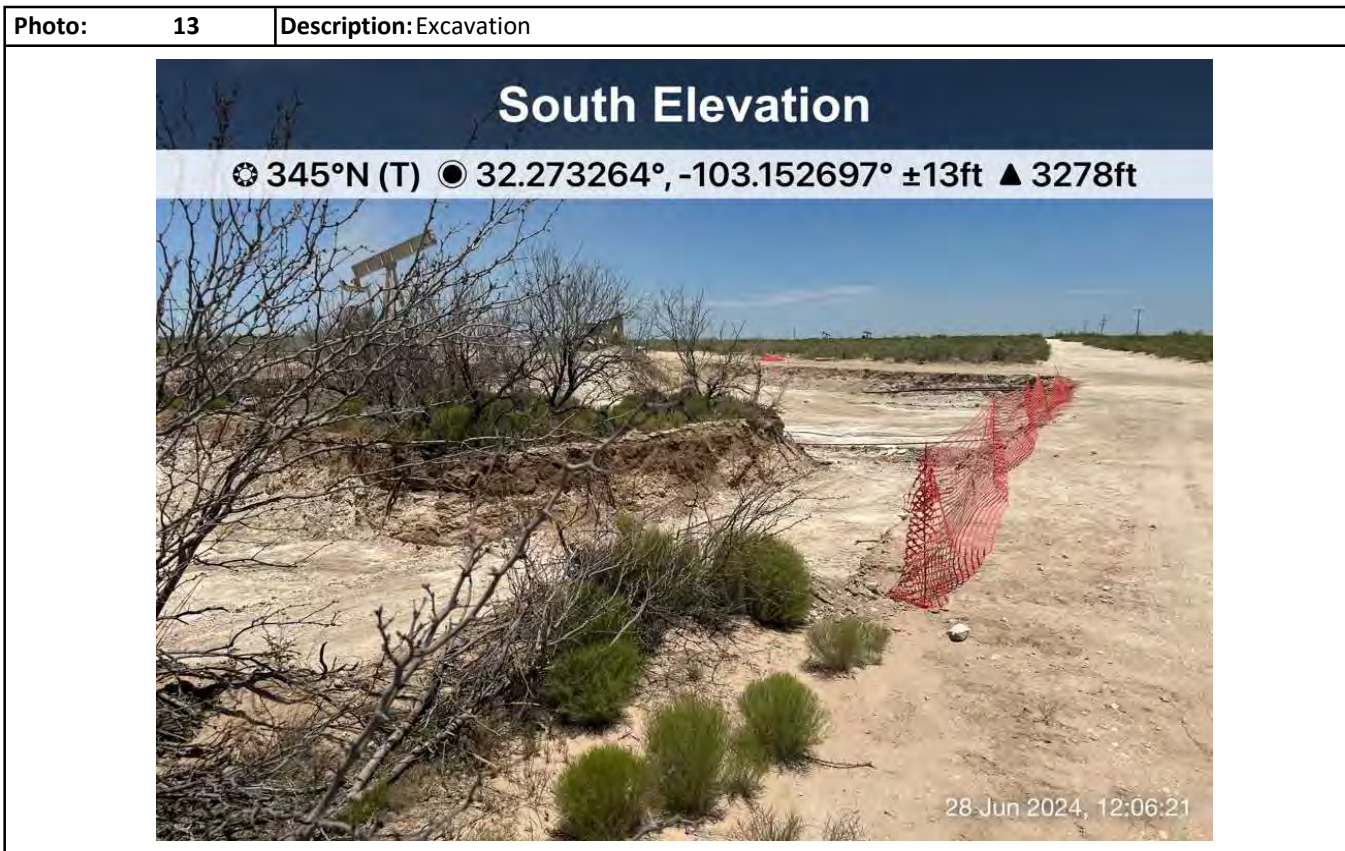 Photo: 13 Description: Excavation
South Elevation
345°N (T) 32.273264°, -103.152697° ±13ft ▲ 3278ft
28 Jun 2024, 12:06:21